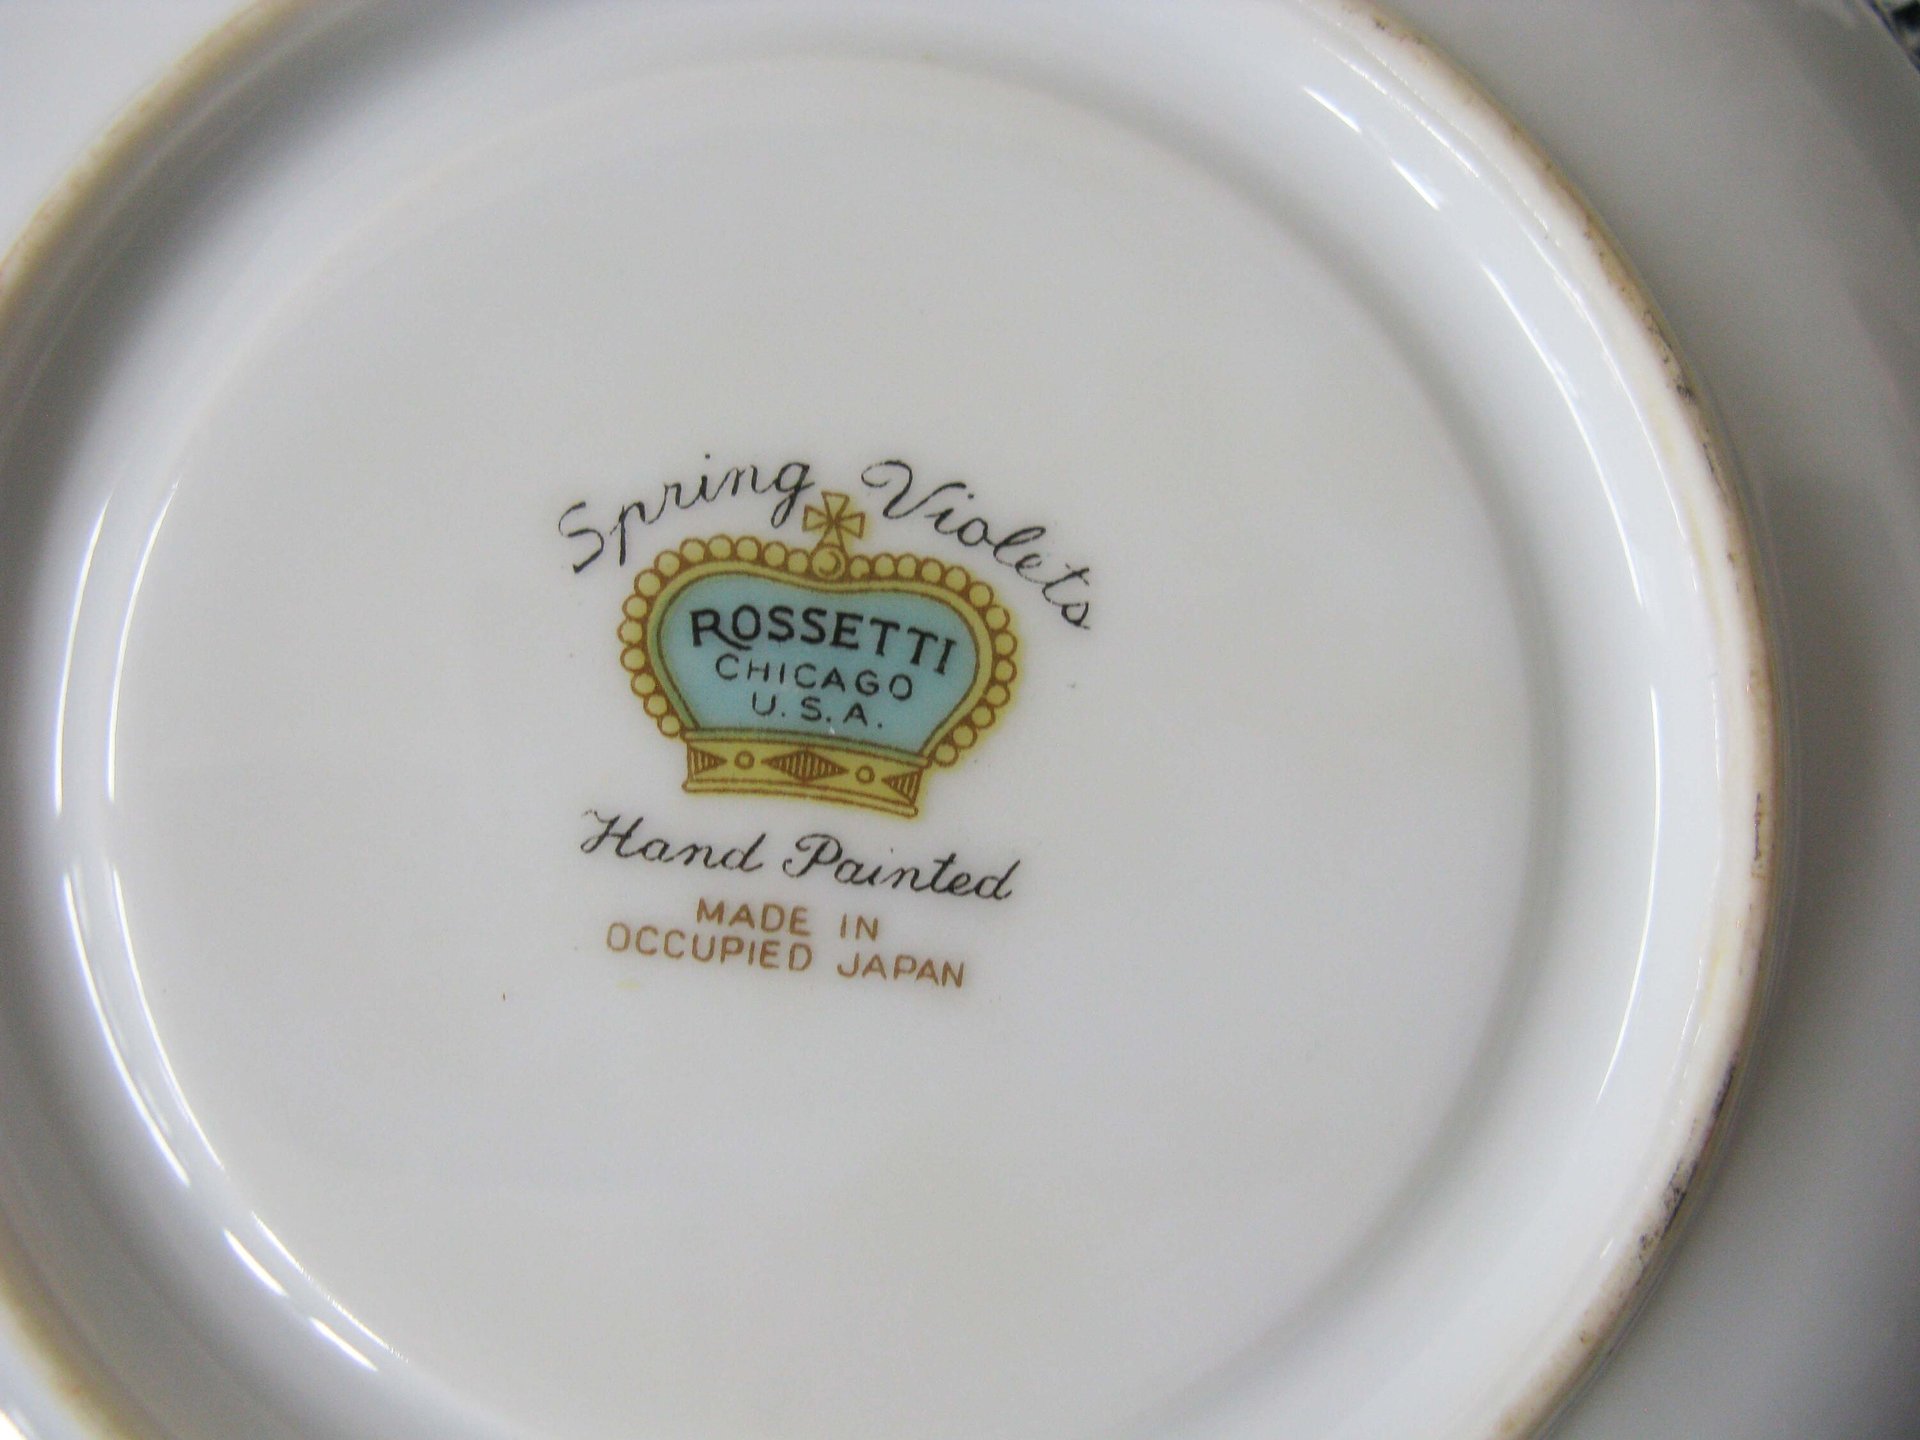 Spring Violets
ROSSETTI
CHICAGO
U.S.A.
Hand Painted
MADE IN
OCCUPIED JAPAN